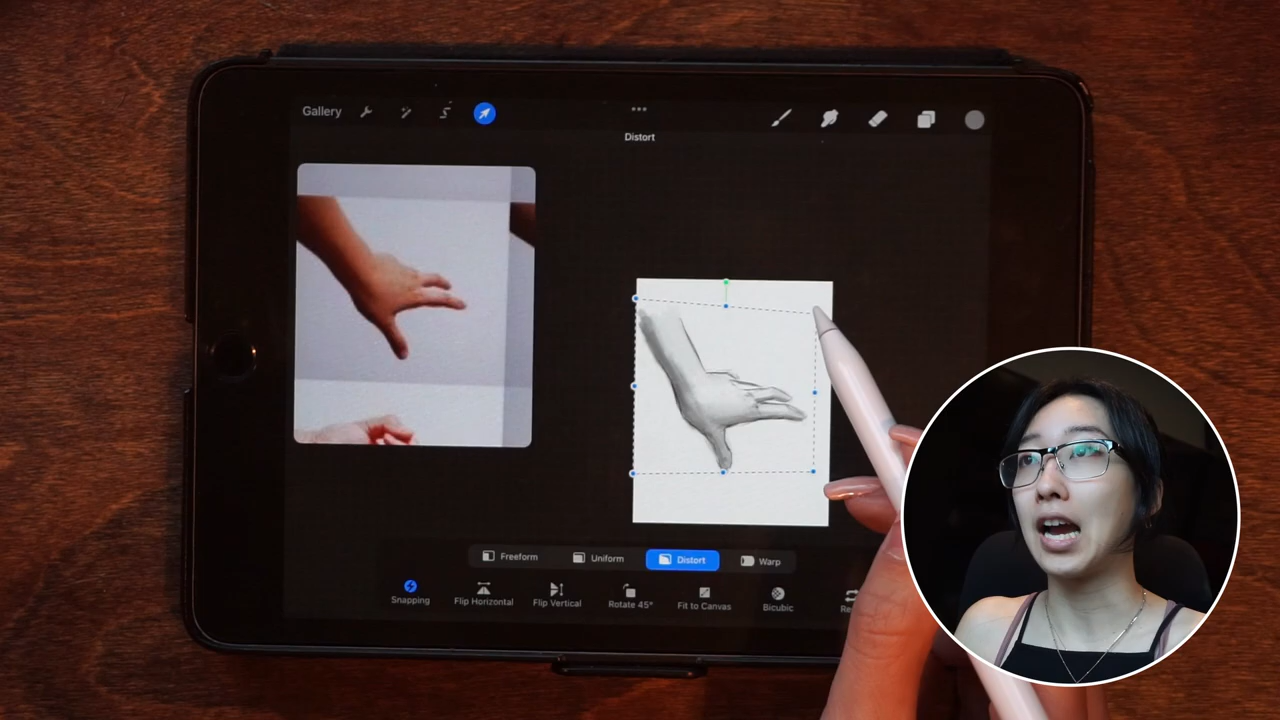 Gallery
Distort
Freeform Uniform Distort Warp
Snapping Flip Horizontal Flip Vertical Rotate 45° Fit to Canvas Bicubic